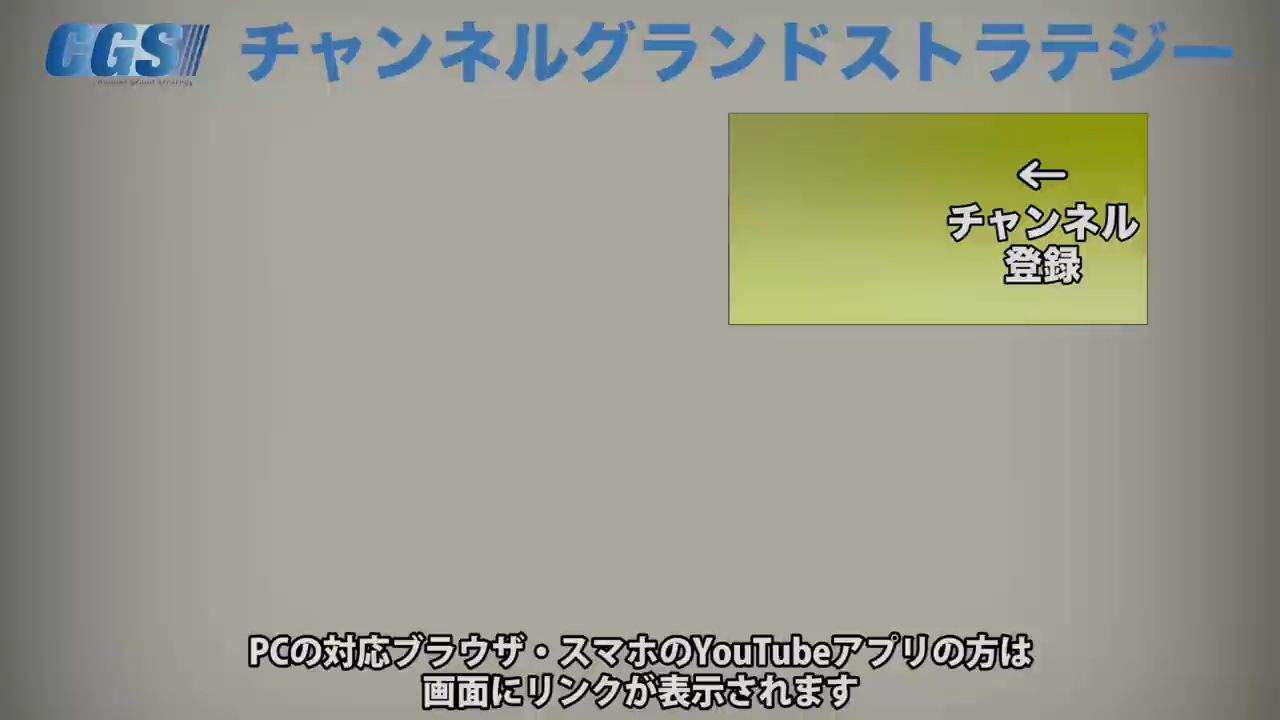 CGS チャンネルグランドストラテジー
←
チャンネル
登録
PCの対応ブラウザ・スマホのYouTubeアプリの方は
画面にリンクが表示されます